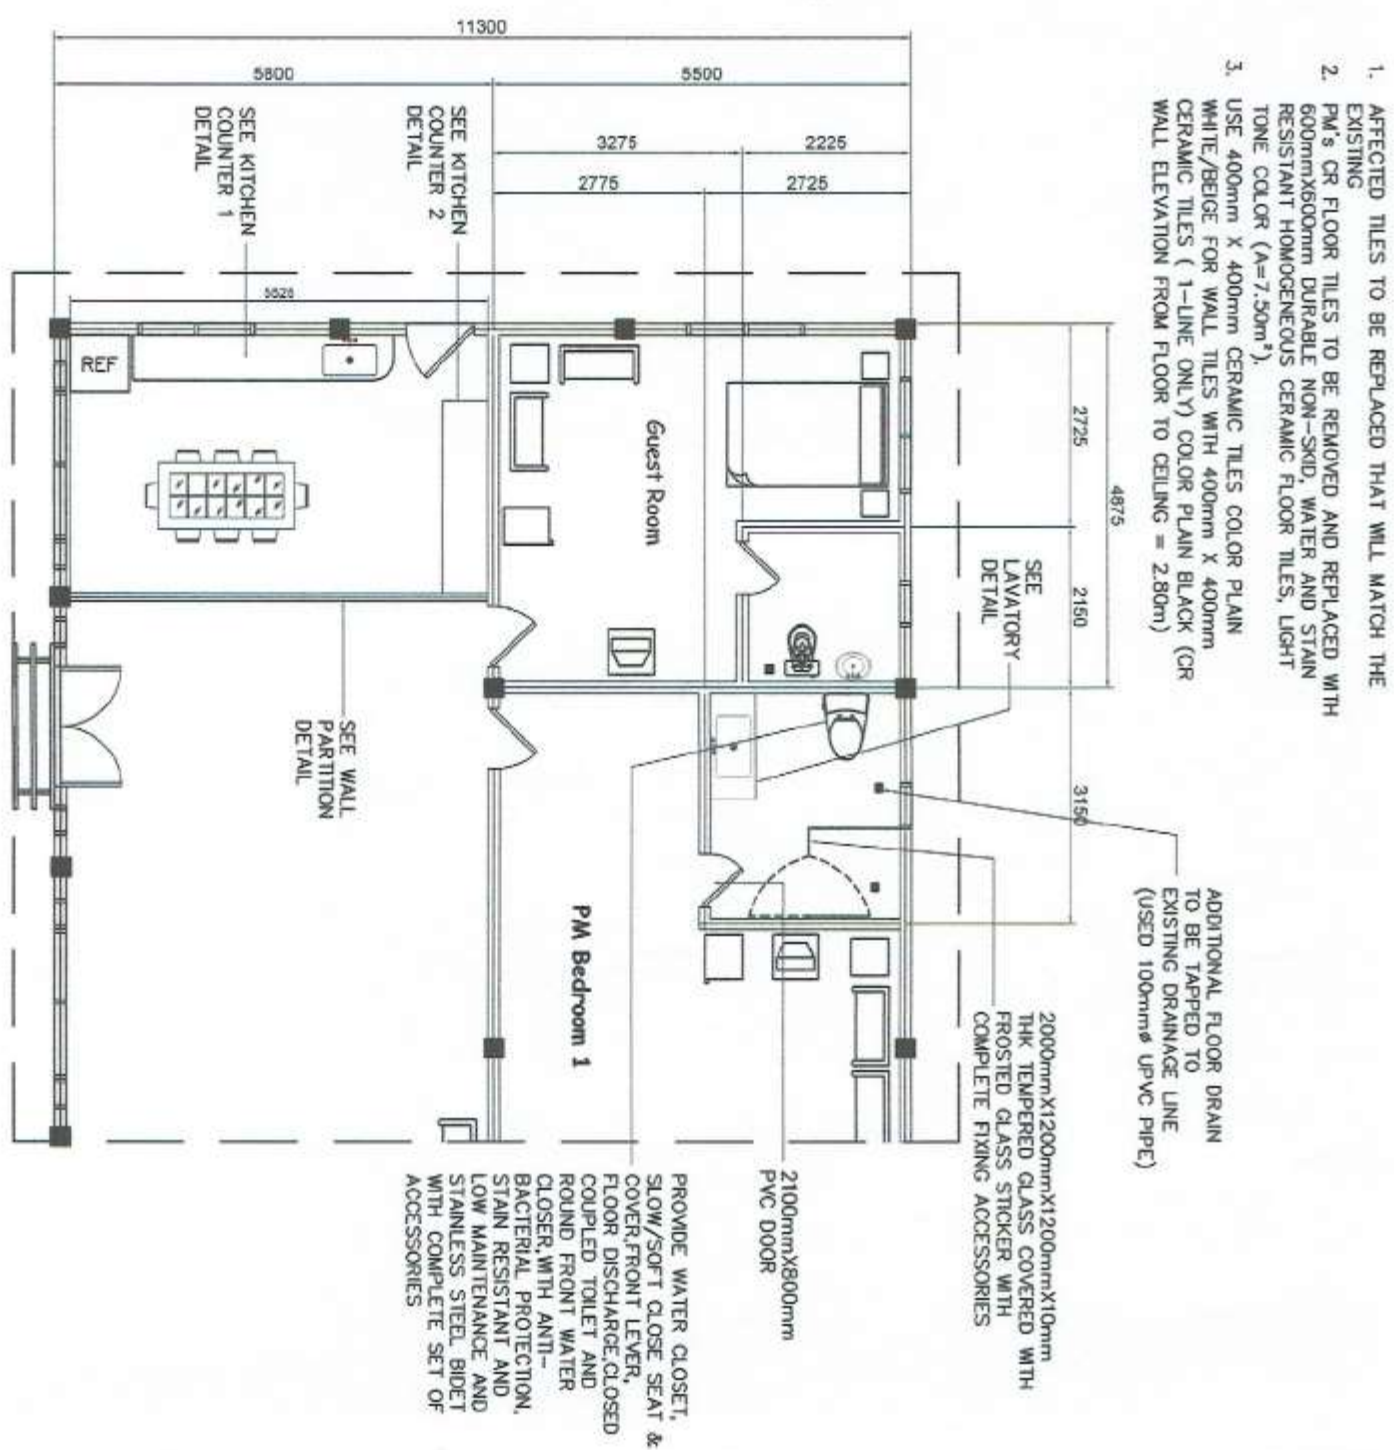 1. AFFECTED TILES TO BE REPLACED THAT WILL MATCH THE
EXISTING
2. PM's CR FLOOR TILES TO BE REMOVED AND REPLACED WITH
600mmX600mm DURABLE NON-SKID, WATER AND STAIN
RESISTANT HOMOGENEOUS CERAMIC FLOOR TILES, LIGHT
TONE COLOR (A=7.50m²).
3. USE 400mm X 400mm CERAMIC TILES COLOR PLAIN
WHITE/BEIGE FOR WALL TILES WITH 400mm X 400mm
CERAMIC TILES ( 1-LINE ONLY) COLOR PLAIN BLACK (CR
WALL ELEVATION FROM FLOOR TO CEILING = 2.80m)
11300
5800
5500
3275
2225
2775
2725
SEE KITCHEN
COUNTER 2
DETAIL
SEE KITCHEN
COUNTER 1
DETAIL
5525
4875
2725
2150
3150
REF
Guest Room
PM Bedroom 1
SEE
LAVATORY
DETAIL
SEE WALL
PARTITION
DETAIL
ADDITIONAL FLOOR DRAIN
TO BE TAPPED TO
EXISTING DRAINAGE LINE
(USED 100mmø UPVC PIPE)
2000mmX1200mmX1200mmX10mm
THK TEMPERED GLASS COVERED WITH
FROSTED GLASS STICKER WITH
COMPLETE FIXING ACCESSORIES
2100mmX800mm
PVC DOOR
PROVIDE WATER CLOSET,
SLOW/SOFT CLOSE SEAT &
COVER,FRONT LEVER,
FLOOR DISCHARGE,CLOSED
COUPLED TOILET AND
ROUND FRONT WATER
CLOSER,WITH ANTI-
BACTERIAL PROTECTION,
STAIN RESISTANT AND
LOW MAINTENANCE AND
STAINLESS STEEL BIDET
WITH COMPLETE SET OF
ACCESSORIES